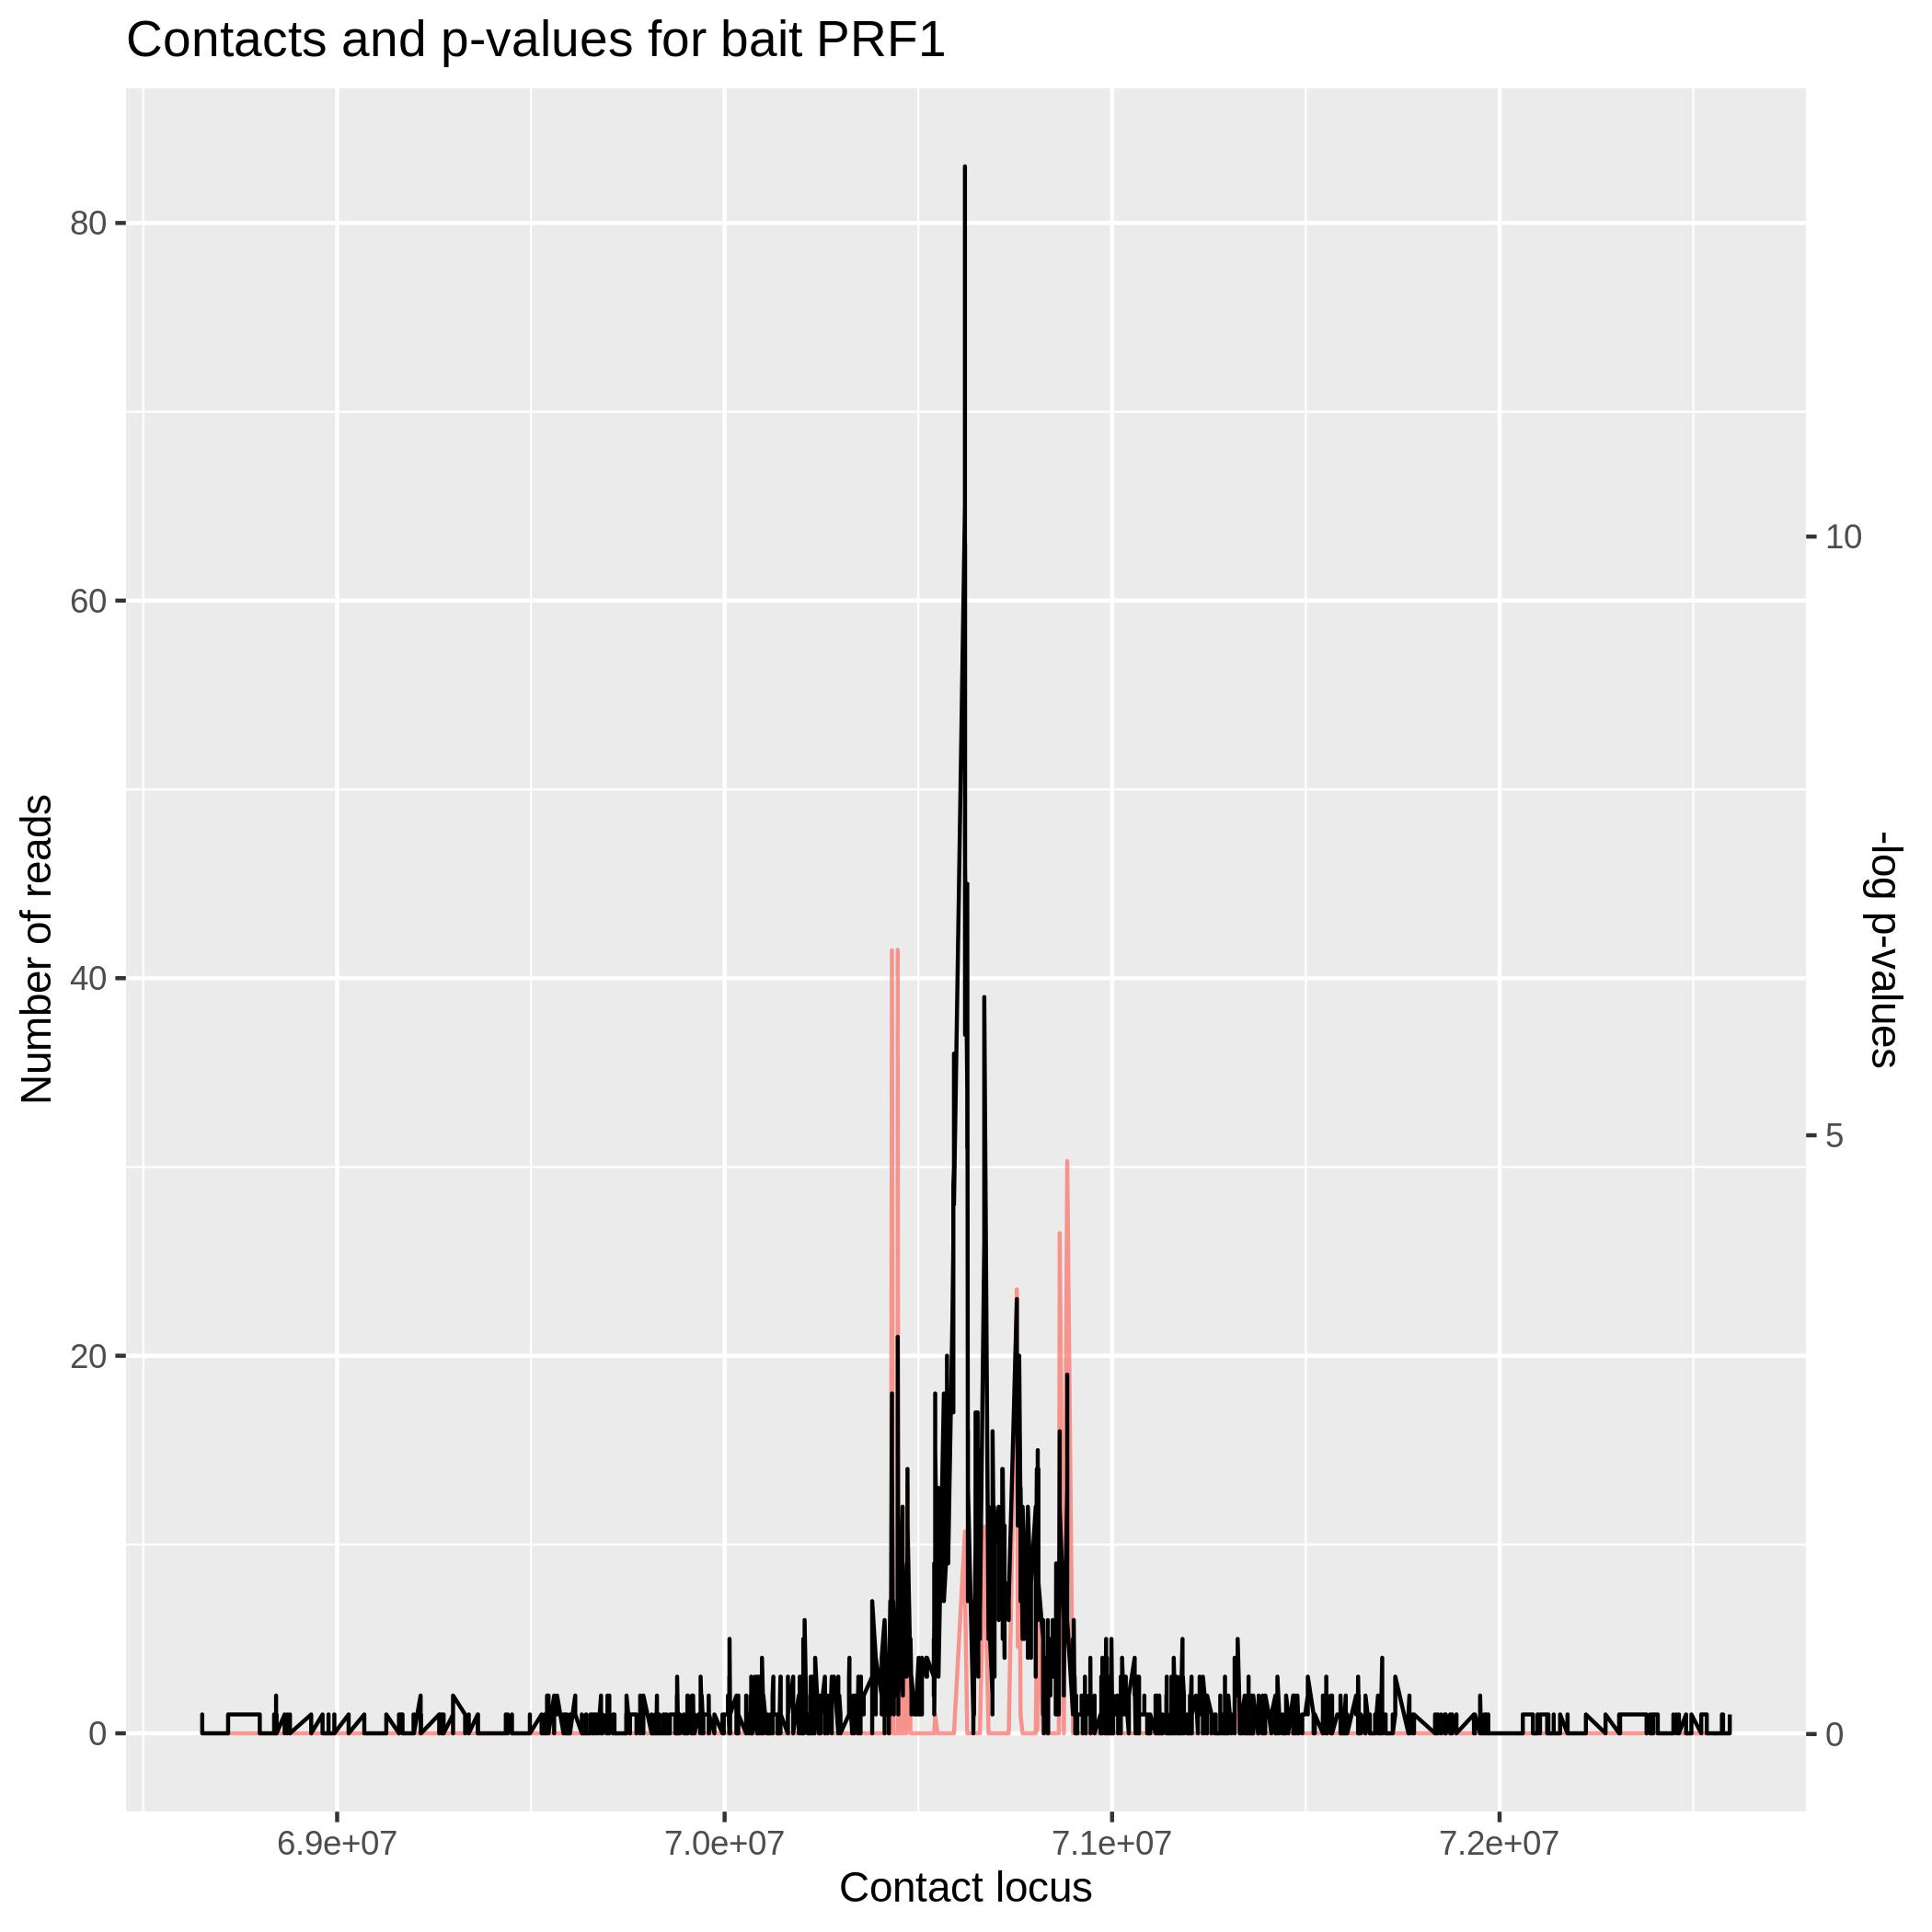 Contacts and p-values for bait PRF1
80
60
40
20
0
Number of reads
10
5
0
-log p-values
6.9e+07 7.0e+07 7.1e+07 7.2e+07
Contact locus